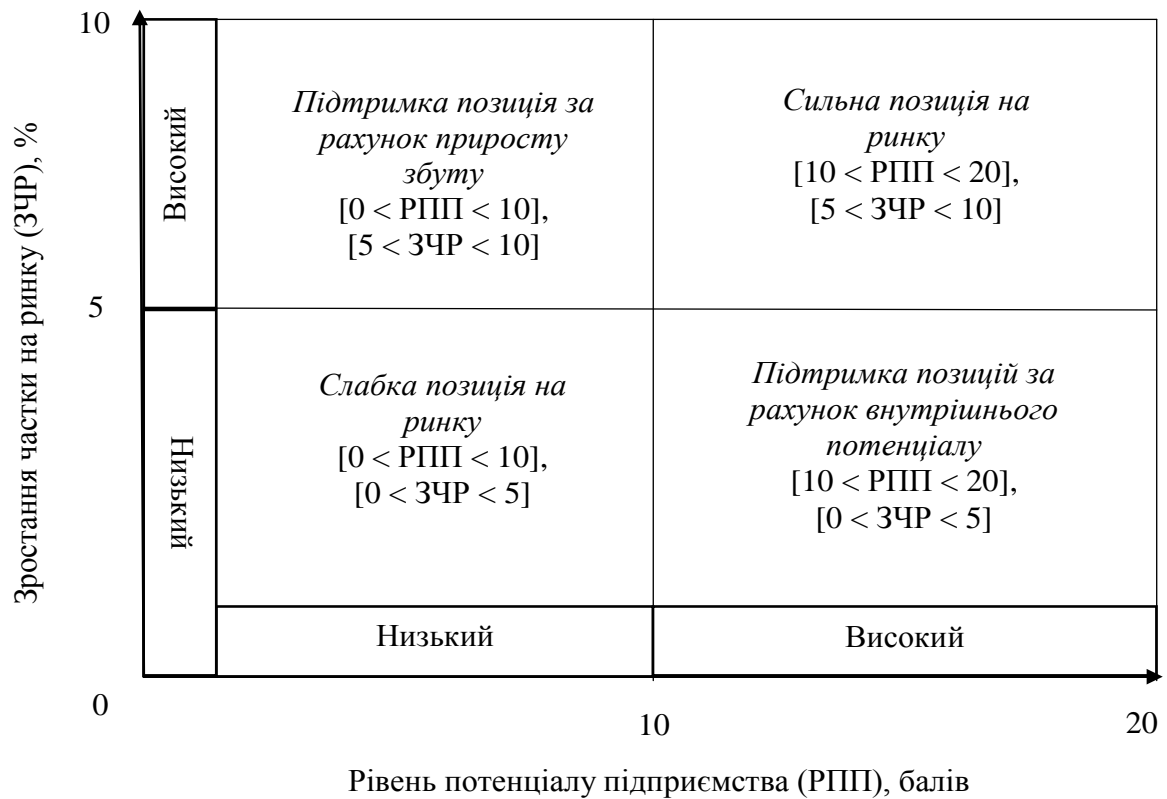 10
Зростання частки на ринку (ЗЧР), %
Високий
Підтримка позиція за
рахунок приросту
збуту
[0 < РПП < 10],
[5 < ЗЧР < 10]
Сильна позиція на
ринку
[10 < РПП < 20],
[5 < ЗЧР < 10]
5
Низький
Слабка позиція на
ринку
[0 < РПП < 10],
[0 < ЗЧР < 5]
Підтримка позицій за
рахунок внутрішнього
потенціалу
[10 < РПП < 20],
[0 < ЗЧР < 5]
Низький
Високий
0
10
20
Рівень потенціалу підприємства (РПП), балів